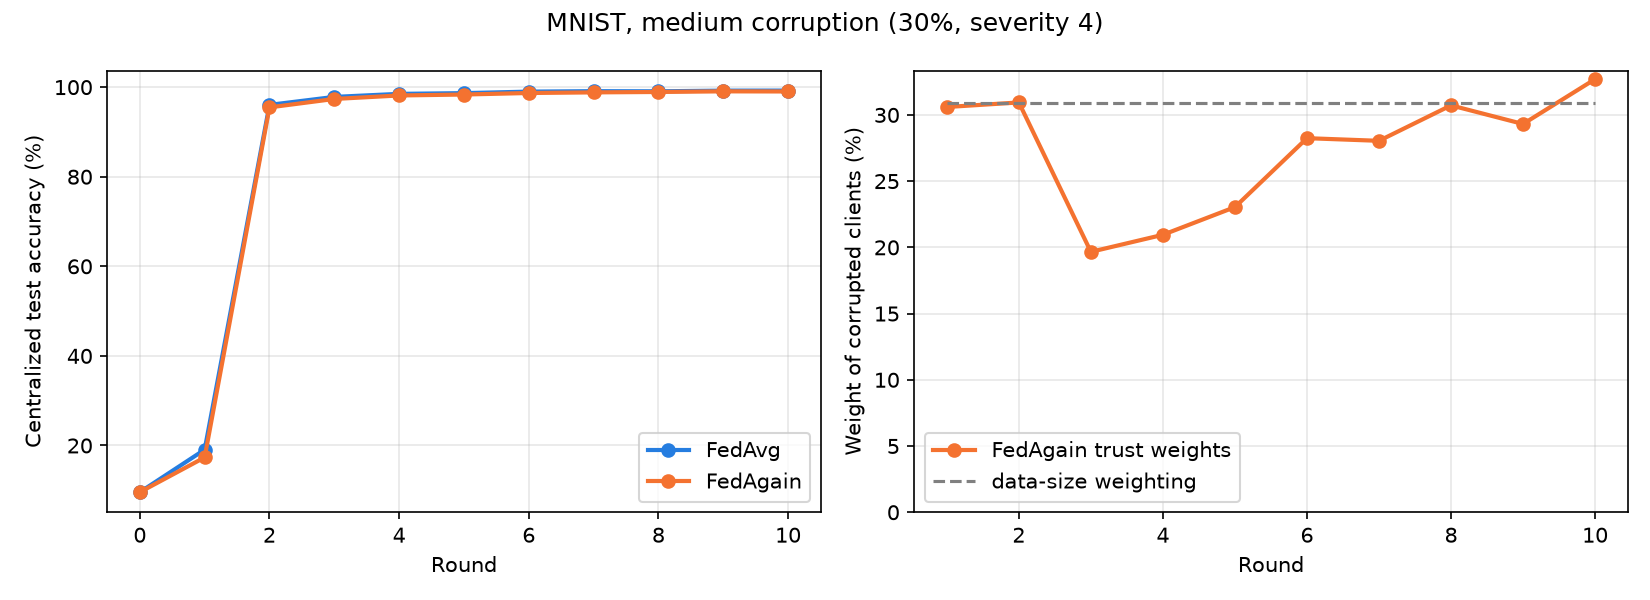 MNIST, medium corruption (30%, severity 4)
Centralized test accuracy (%)
100
80
60
40
20
0 2 4 6 8 10
Round
FedAvg
FedAgain
Weight of corrupted clients (%)
30
25
20
15
10
5
0
2 4 6 8 10
Round
FedAgain trust weights
data-size weighting